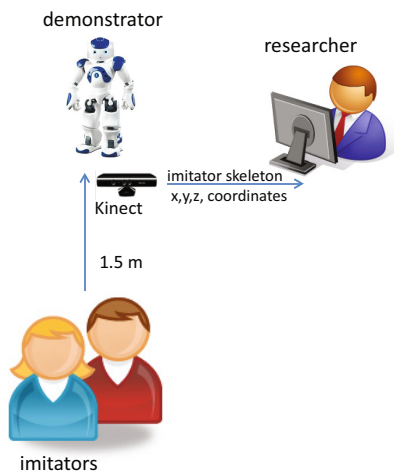 demonstrator
researcher
imitator skeleton
x,y,z, coordinates
Kinect
1.5 m
imitators